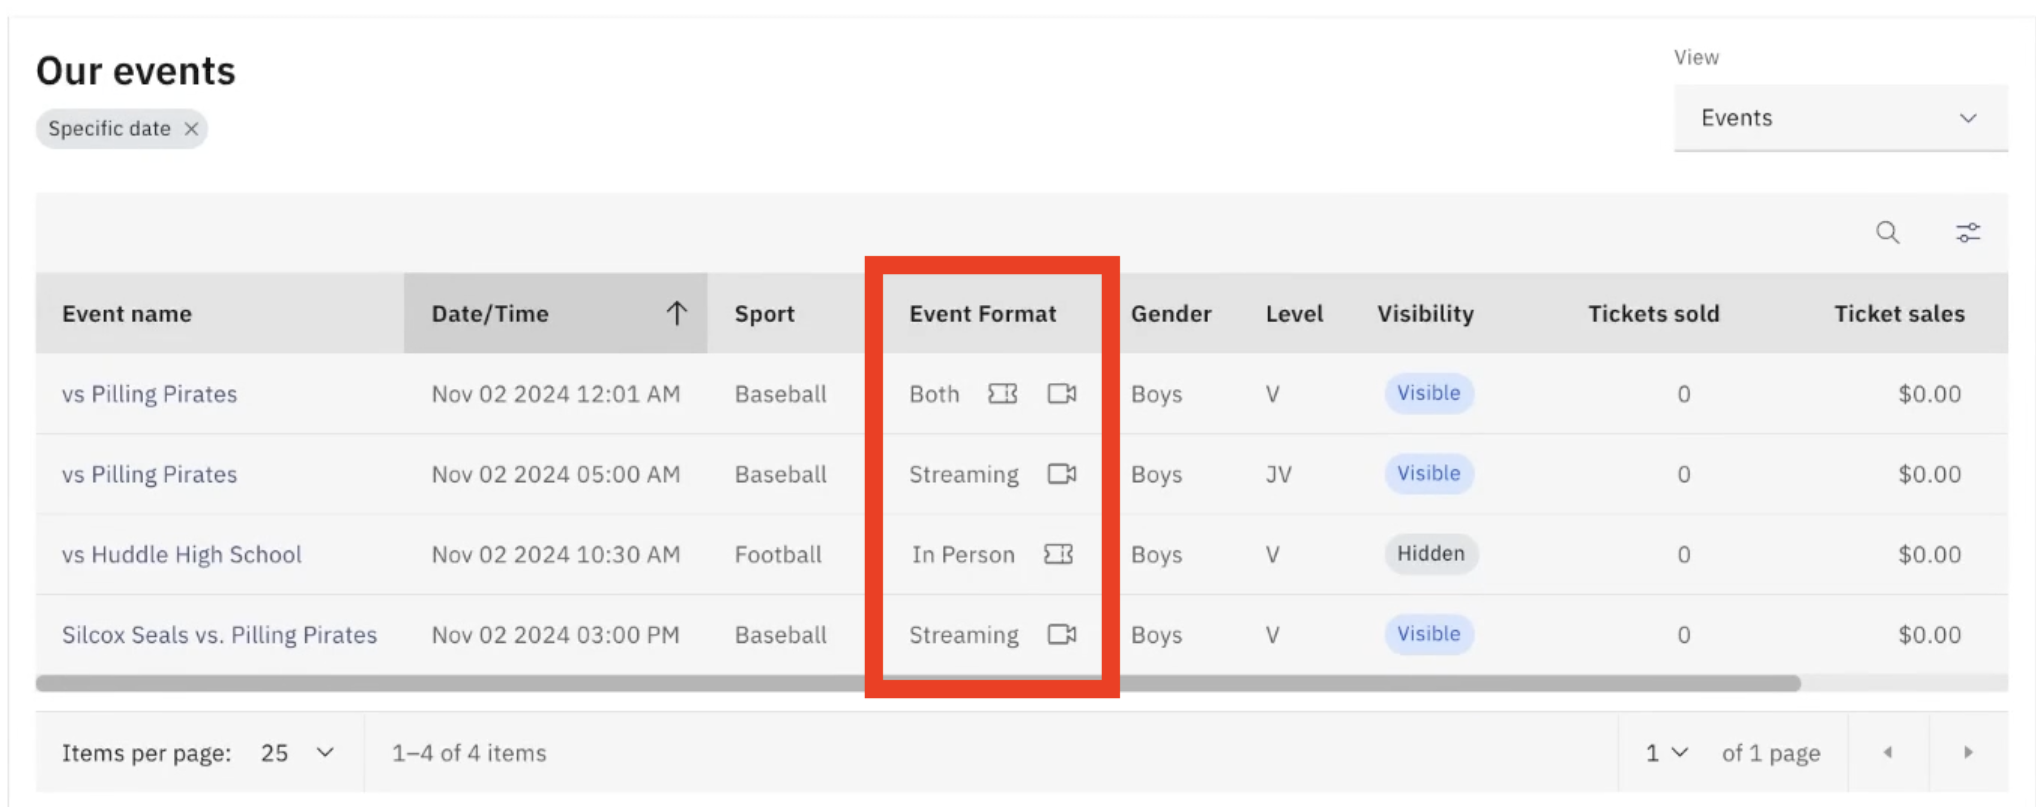 View
Our events
Events
Specific date
Event name Date/Time Sport Event Format Gender Level Visibility Tickets sold Ticket sales
vs Pilling Pirates Nov 02 2024 12:01 AM Baseball Both Boys V Visible 0 $0.00
vs Pilling Pirates Nov 02 2024 05:00 AM Baseball Streaming Boys JV Visible 0 $0.00
vs Huddle High School Nov 02 2024 10:30 AM Football In Person Boys V Hidden 0 $0.00
Silcox Seals vs. Pilling Pirates Nov 02 2024 03:00 PM Baseball Streaming Boys V Visible 0 $0.00
Items per page: 25 1–4 of 4 items 1 of 1 page